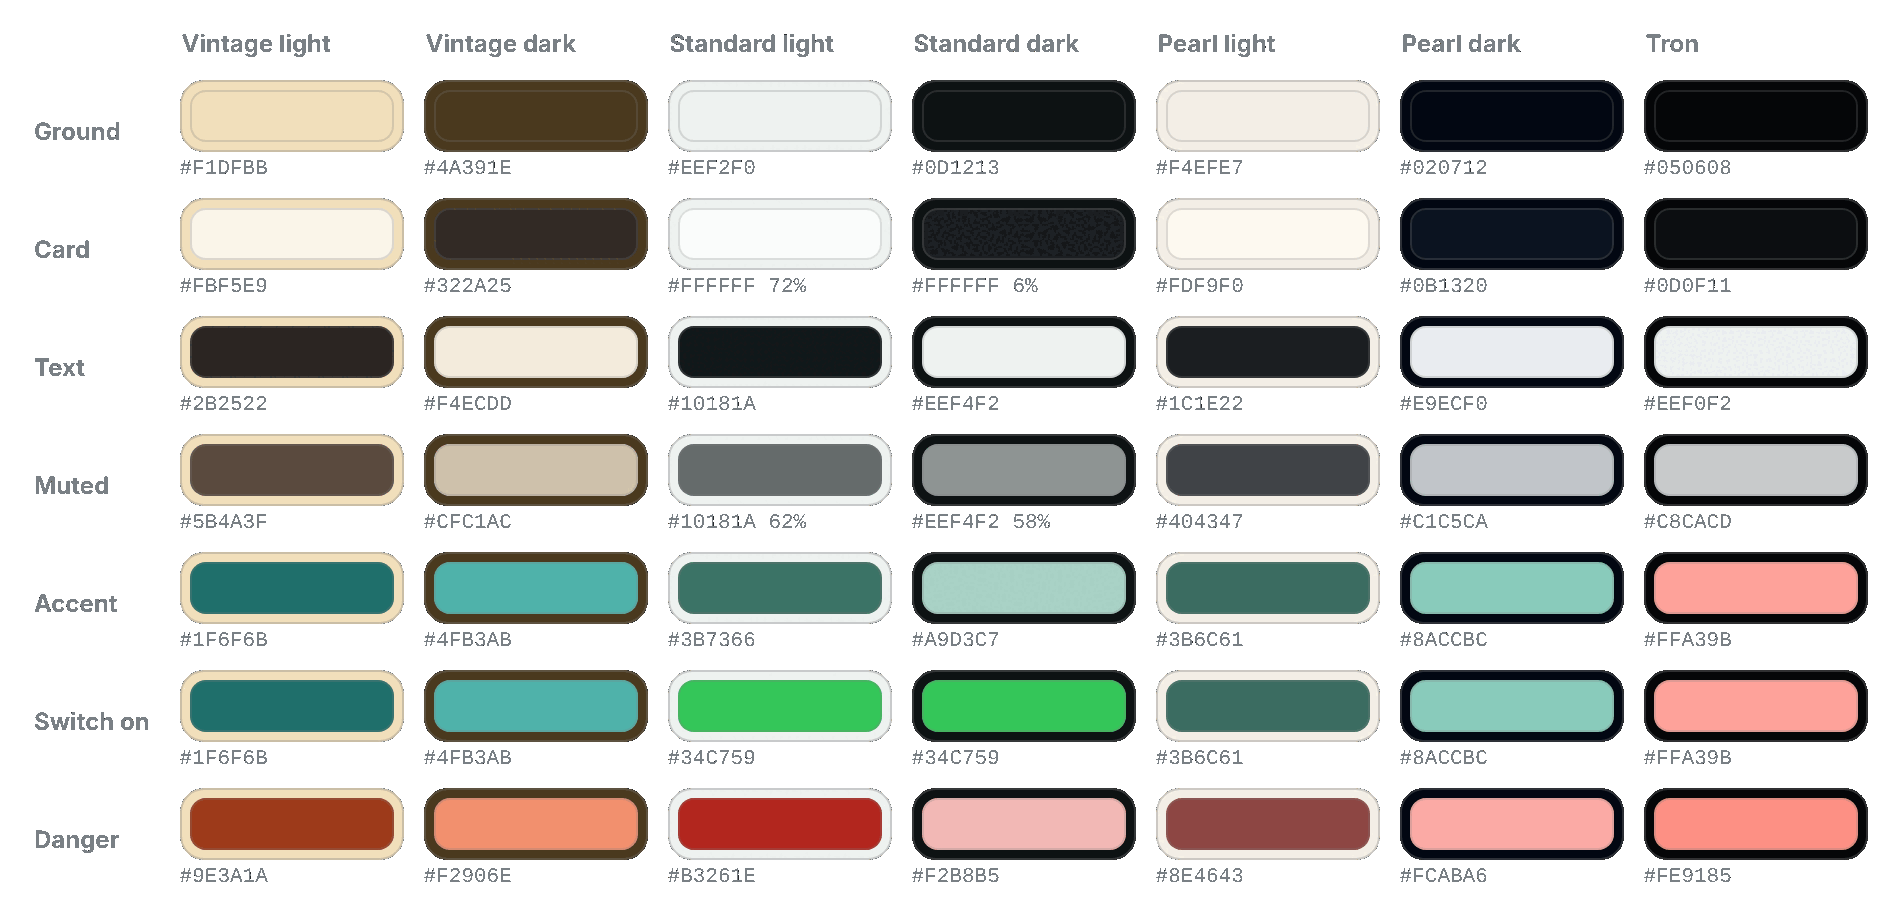 Vintage light Vintage dark Standard light Standard dark Pearl light Pearl dark Tron
Ground
#F1DFBB #4A391E #EEF2F0 #0D1213 #F4EFE7 #020712 #050608
Card
#FBF5E9 #322A25 #FFFFFF 72% #FFFFFF 6% #FDF9F0 #0B1320 #0D0F11
Text
#2B2522 #F4ECDD #10181A #EEF4F2 #1C1E22 #E9ECF0 #EEF0F2
Muted
#5B4A3F #CFC1AC #10181A 62% #EEF4F2 58% #404347 #C1C5CA #C8CACD
Accent
#1F6F6B #4FB3AB #3B7366 #A9D3C7 #3B6C61 #8ACCBC #FFA39B
Switch on
#1F6F6B #4FB3AB #34C759 #34C759 #3B6C61 #8ACCBC #FFA39B
Danger
#9E3A1A #F2906E #B3261E #F2B8B5 #8E4643 #FCABA6 #FE9185